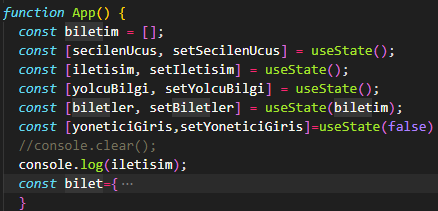 function App() {
const biletim = [];
const [secilenUcus, setSecilenUcus] = useState();
const [iletisim, setIletisim] = useState();
const [yolcuBilgi, setYolcuBilgi] = useState();
const [biletler, setBiletler] = useState(biletim);
const [yoneticiGiris,setYoneticiGiris]=useState(false)
//console.clear();
console.log(iletisim);
const bilet={ ···
}